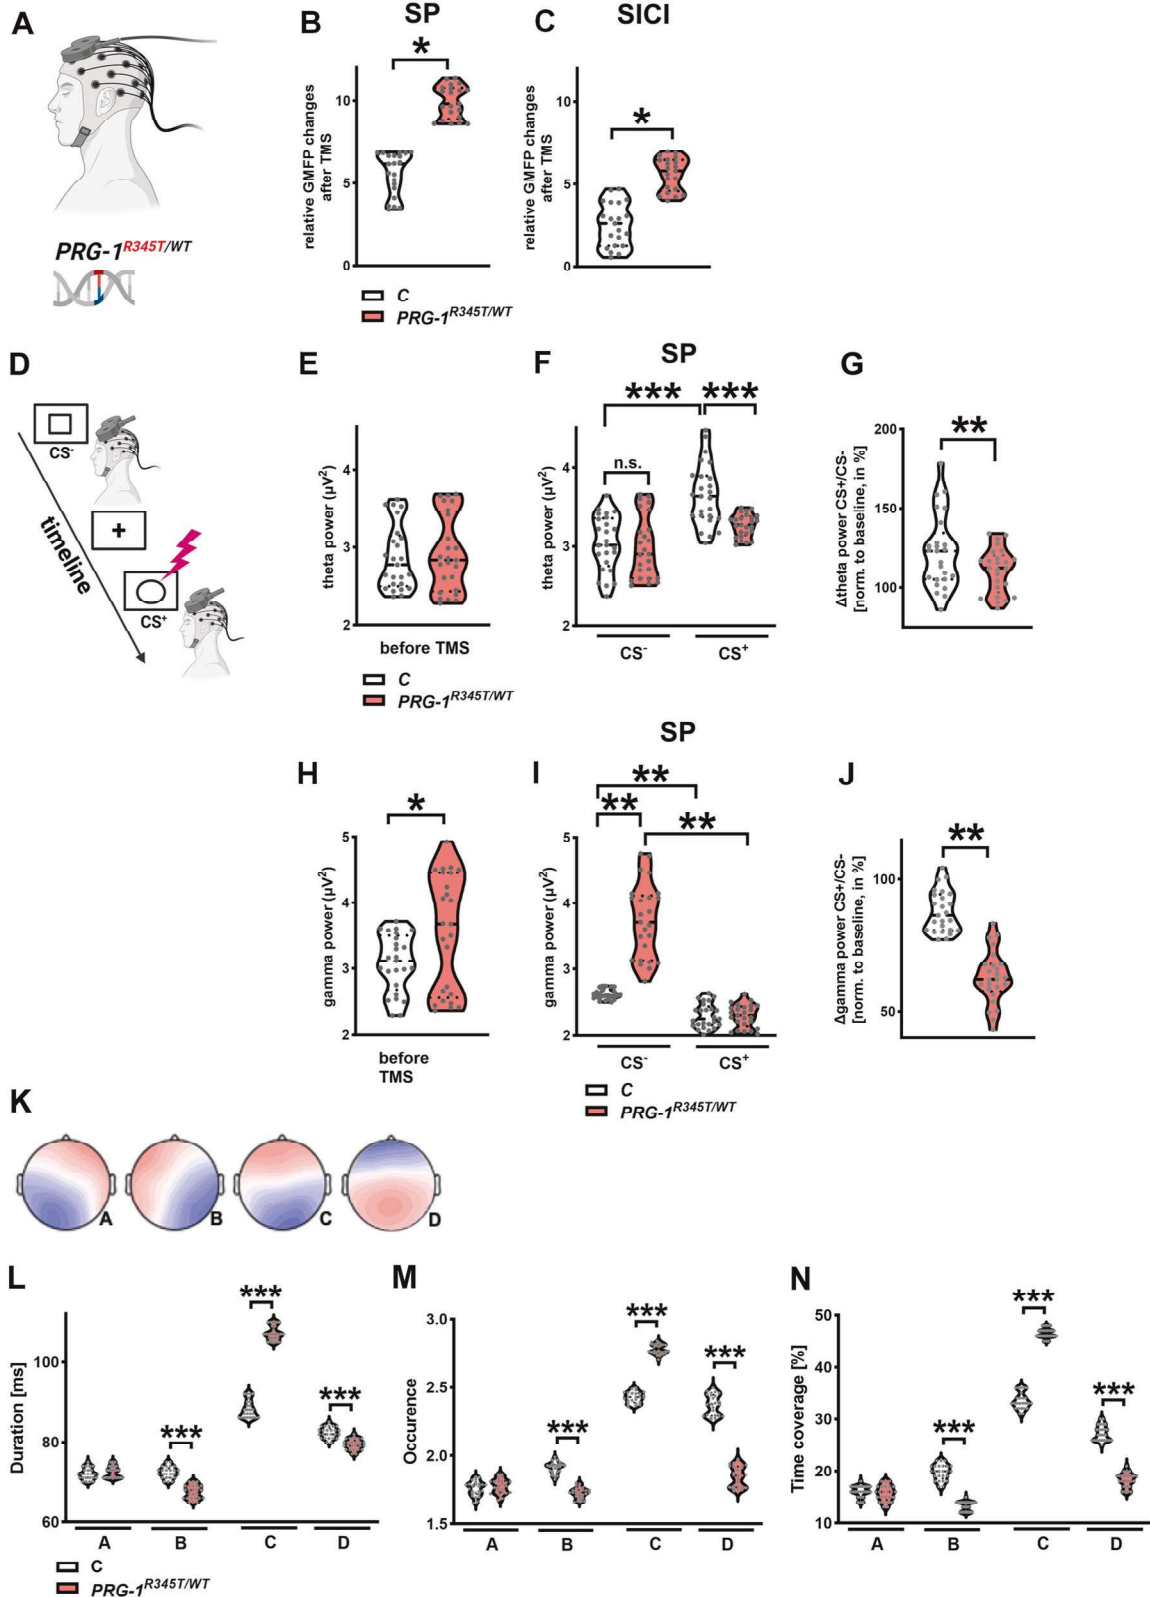 A
PRG-1R345T/WT
B
SP
*
relative GMFP changes
after TMS
10
5
0
C
PRG-1R345T/WT
C
SICI
*
relative GMFP changes
after TMS
10
5
0
D
CS-
+
timeline
CS+
E
theta power (µV2)
4
3
2
before TMS
C
PRG-1R345T/WT
F
SP
*** ***
n.s.
theta power (µV2)
4
3
2
CS- CS+
G
**
Δtheta power CS+/CS-
[norm. to baseline, in %]
200
150
100
H
*
gamma power (µV2)
5
4
3
2
before
TMS
I
SP
**
**
**
gamma power (µV2)
5
4
3
2
CS- CS+
C
PRG-1R345T/WT
J
**
Δgamma power CS+/CS-
[norm. to baseline, in %]
100
50
K
A B C D
L
***
***
***
Duration [ms]
100
80
60
A B C D
C
PRG-1R345T/WT
M
***
***
***
Occurence
3.0
2.5
2.0
1.5
A B C D
N
***
***
***
Time coverage [%]
50
40
30
20
10
A B C D